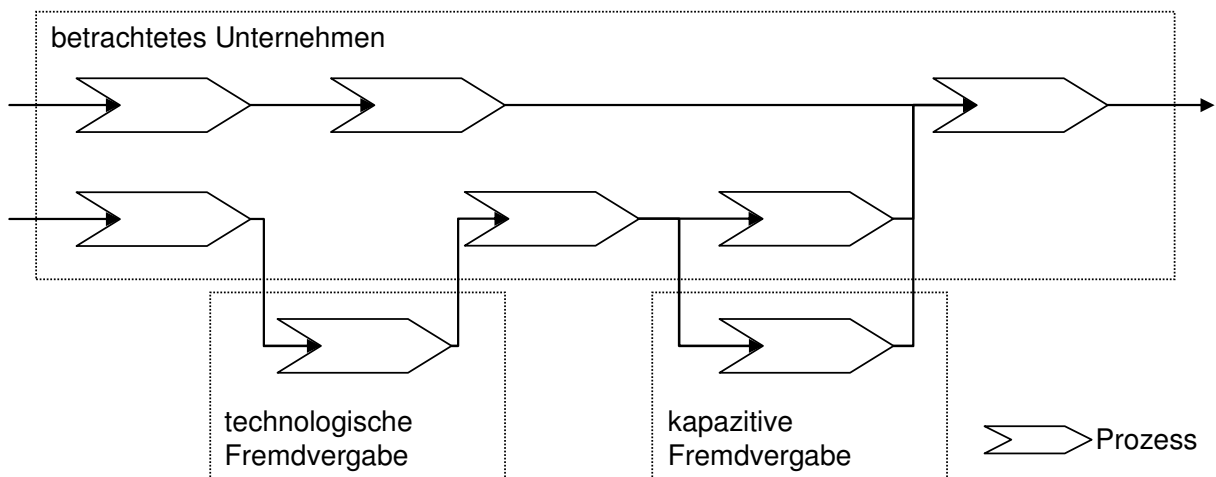 betrachtetes Unternehmen
technologische
Fremdvergabe
kapazitive
Fremdvergabe
Prozess